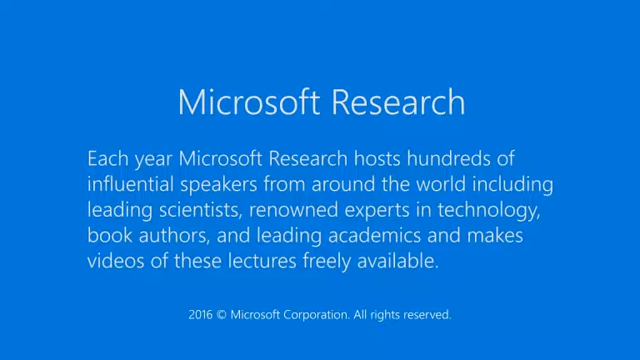 Microsoft Research
Each year Microsoft Research hosts hundreds of
influential speakers from around the world including
leading scientists, renowned experts in technology,
book authors, and leading academics and makes
videos of these lectures freely available.
2016 © Microsoft Corporation. All rights reserved.